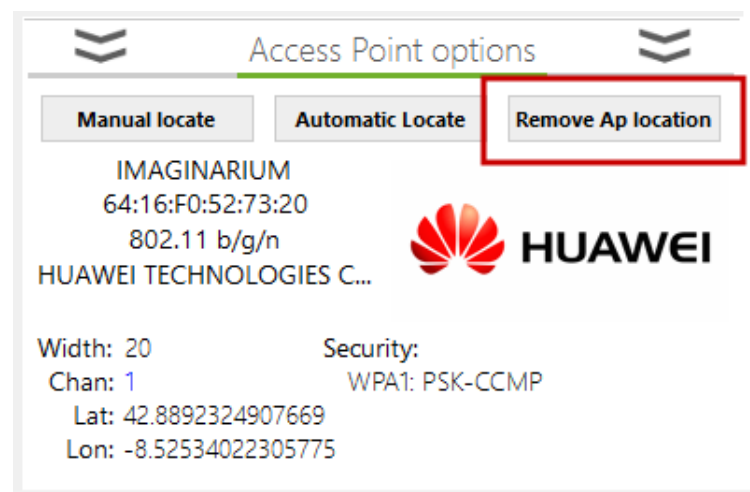 Access Point options
Manual locate
Automatic Locate
Remove Ap location
IMAGINARIUM
64:16:F0:52:73:20
802.11 b/g/n
HUAWEI TECHNOLOGIES C...
HUAWEI
Width: 20
Security:
Chan: 1
WPA1: PSK-CCMP
Lat: 42.8892324907669
Lon: -8.52534022305775